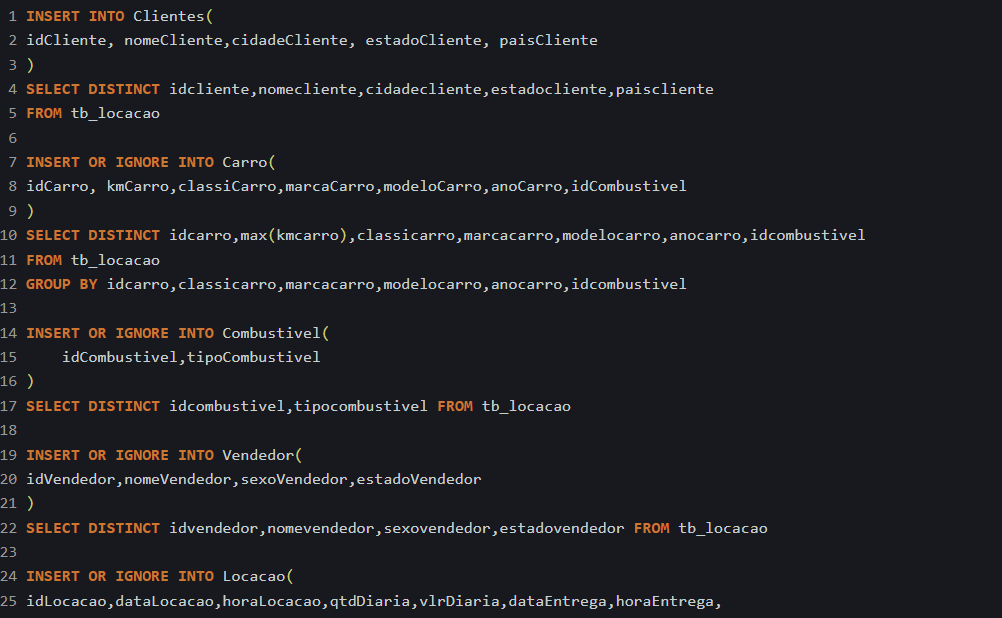 1 INSERT INTO Clientes(
2 idCliente, nomeCliente,cidadeCliente, estadoCliente, paisCliente
3 )
4 SELECT DISTINCT idcliente,nomecliente,cidadecliente,estadocliente,paiscliente
5 FROM tb_locacao
6
7 INSERT OR IGNORE INTO Carro(
8 idCarro, kmCarro,classiCarro,marcaCarro,modeloCarro,anoCarro,idCombustivel
9 )
10 SELECT DISTINCT idcarro,max(kmcarro),classicarro,marcacarro,modelocarro,anocarro,idcombustivel
11 FROM tb_locacao
12 GROUP BY idcarro,classicarro,marcacarro,modelocarro,anocarro,idcombustivel
13
14 INSERT OR IGNORE INTO Combustivel(
15     idCombustivel,tipoCombustivel
16 )
17 SELECT DISTINCT idcombustivel,tipocombustivel FROM tb_locacao
18
19 INSERT OR IGNORE INTO Vendedor(
20 idVendedor,nomeVendedor,sexoVendedor,estadoVendedor
21 )
22 SELECT DISTINCT idvendedor,nomevendedor,sexovendedor,estadovendedor FROM tb_locacao
23
24 INSERT OR IGNORE INTO Locacao(
25 idLocacao,dataLocacao,horaLocacao,qtdDiaria,vlrDiaria,dataEntrega,horaEntrega,